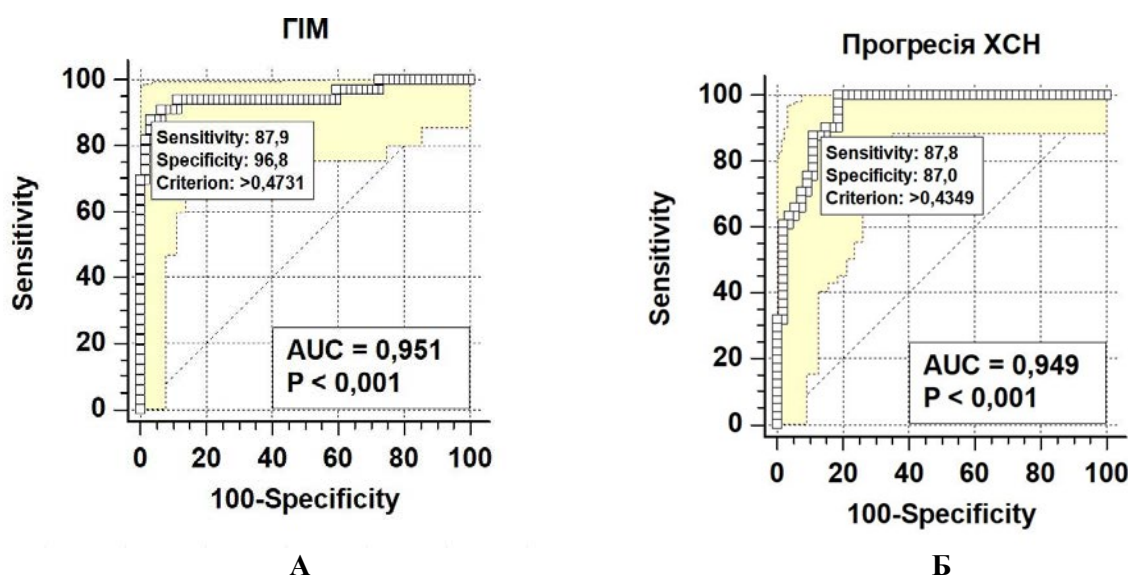 ГІМ
100
80
60
40
20
0
Sensitivity
Sensitivity: 87,9
Specificity: 96,8
Criterion: >0,4731
AUC = 0,951
P < 0,001
0 20 40 60 80 100
100-Specificity
А
Прогресія ХСН
100
80
60
40
20
0
Sensitivity
Sensitivity: 87,8
Specificity: 87,0
Criterion: >0,4349
AUC = 0,949
P < 0,001
0 20 40 60 80 100
100-Specificity
Б